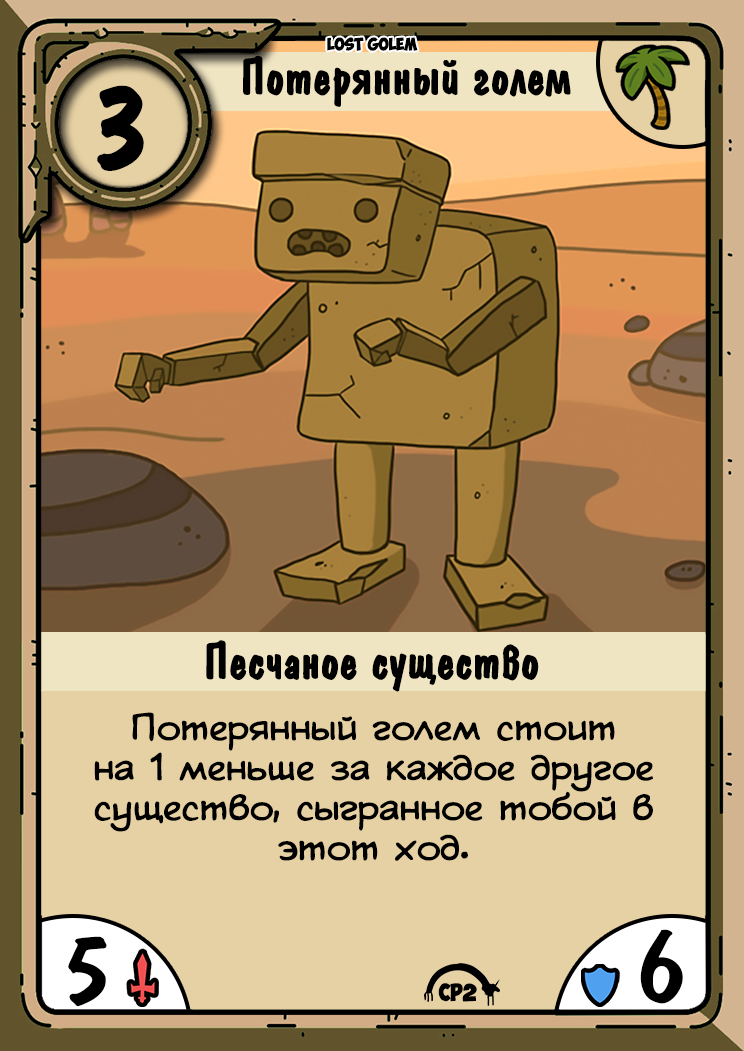 LOST GOLEM
Потерянный голем
3
Песчаное существо
Потерянный голем стоит
на 1 меньше за каждое другое
существо, сыгранное тобой в
этот ход.
5
CP2
6